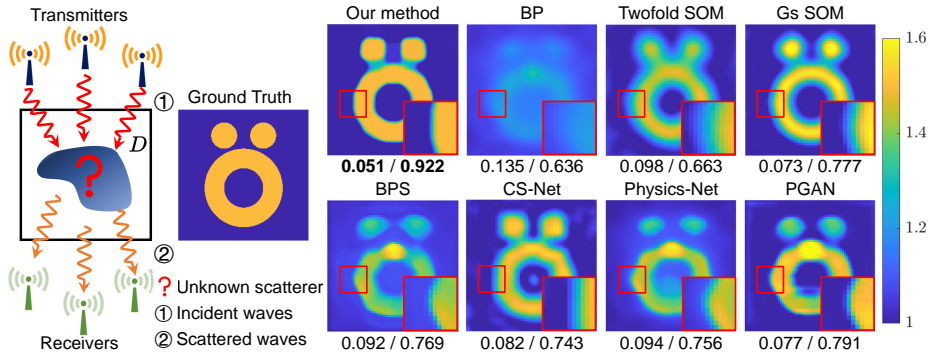 Transmitters
①
D
?
②
? Unknown scatterer
① Incident waves
② Scattered waves
Receivers
Ground Truth
Our method BP Twofold SOM Gs SOM
0.051 / 0.922 0.135 / 0.636 0.098 / 0.663 0.073 / 0.777
BPS CS-Net Physics-Net PGAN
0.092 / 0.769 0.082 / 0.743 0.094 / 0.756 0.077 / 0.791
1.6
1.4
1.2
1